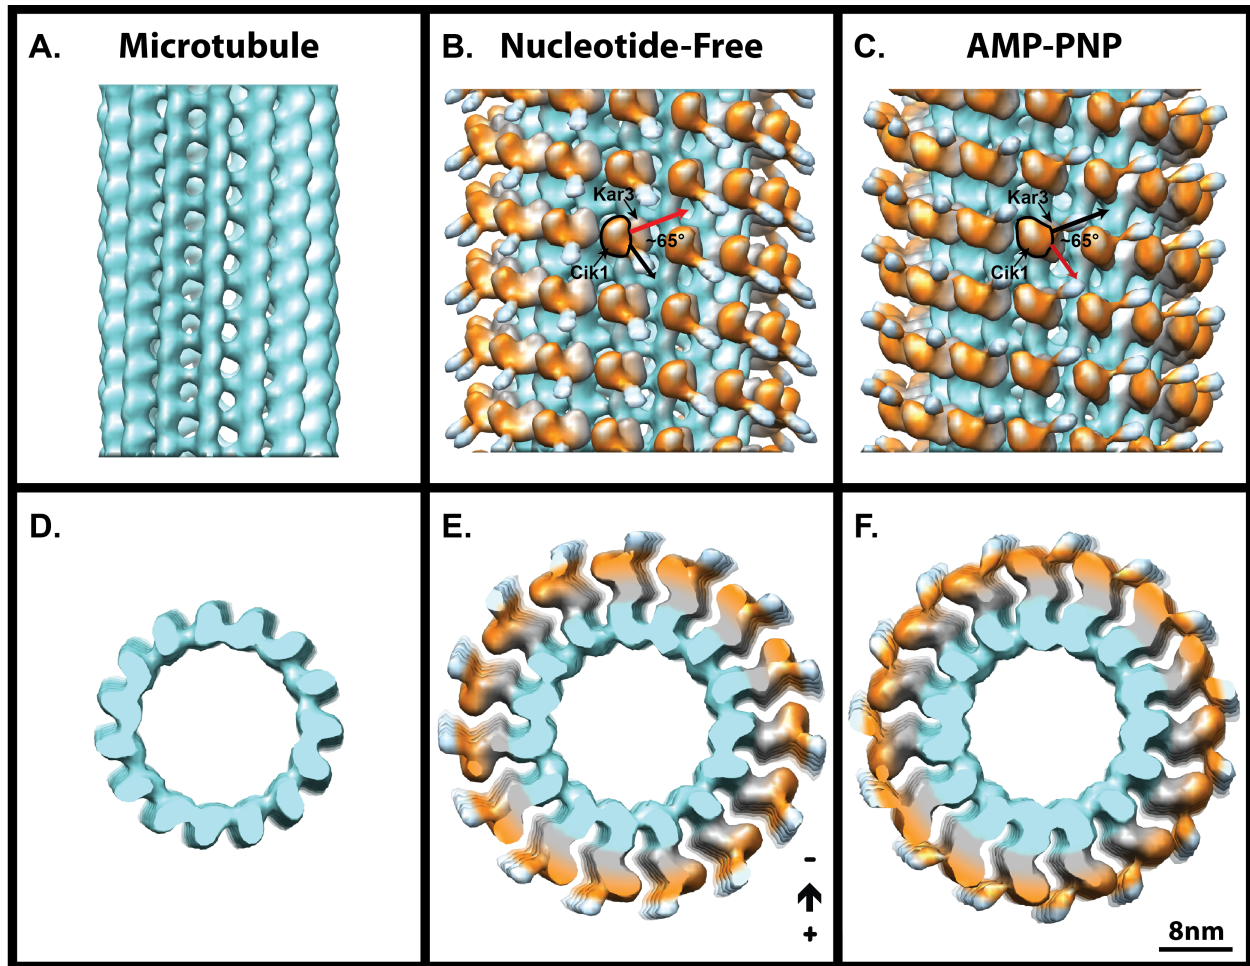 A. Microtubule
B. Nucleotide-Free
C. AMP-PNP
Kar3
~65°
Cik1
Kar3
~65°
Cik1
D.
E.
F.
-
+
8nm